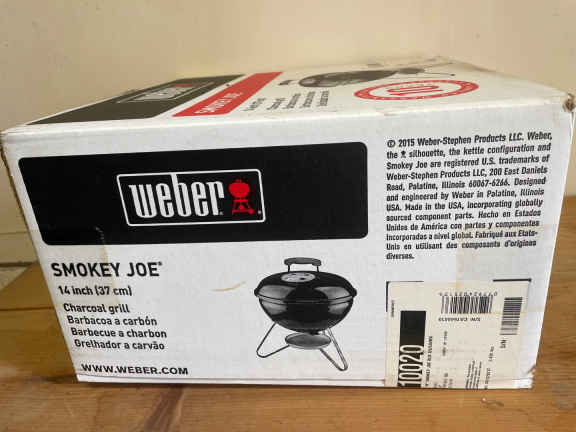 weber
SMOKEY JOE
10
weber
SMOKEY JOE®
14 inch (37 cm)
Charcoal grill
Barbacoa a carbón
Barbecue a charbon
Grelhador a carvão
WWW.WEBER.COM
© 2015 Weber-Stephen Products LLC. Weber,
the silhouette, the kettle configuration and
Smokey Joe are registered U.S. trademarks of
Weber-Stephen Products LLC, 200 East Daniels
Road, Palatine, Illinois 60067-6266. Designed
and engineered by Weber in Palatine, Illinois
USA. Made in the USA, incorporating globally
sourced component parts. Hecho en Estados
Unidos de América con partes y componentes
incorporadas a nivel global. Fabriqué aux Etats-
Unis en utilisant des composants d'origines
diverses.
10020